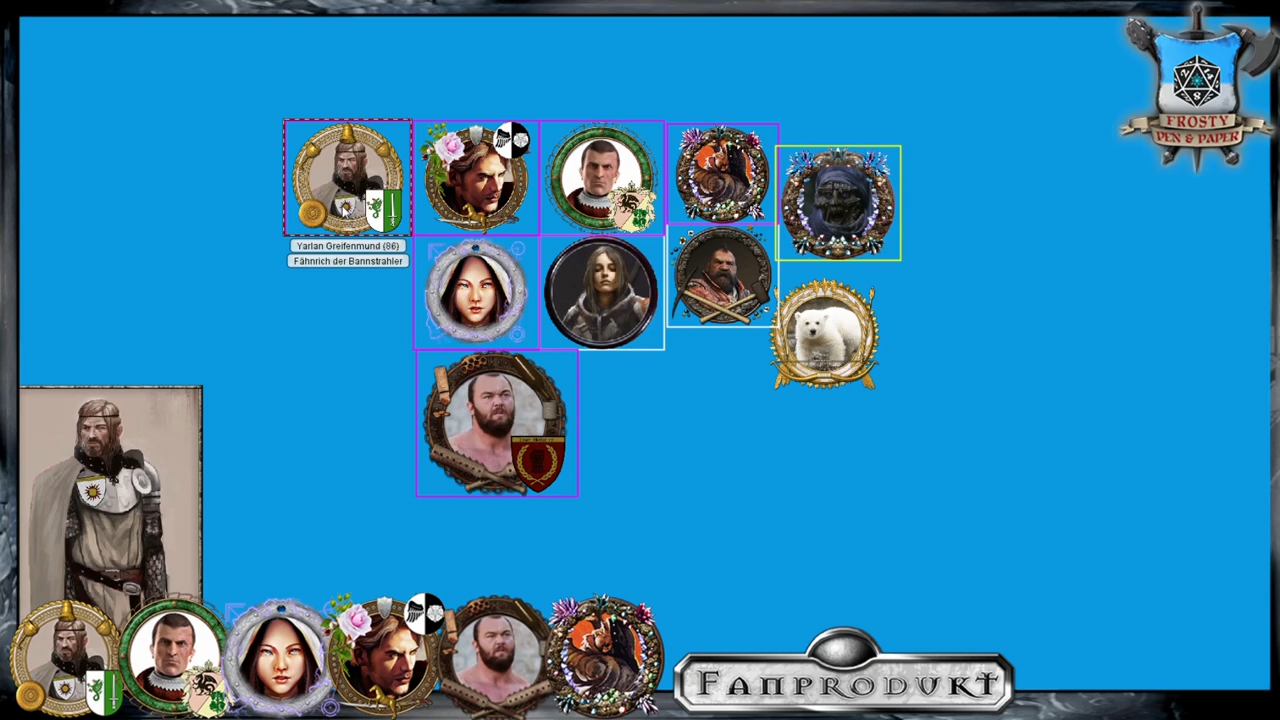 FROSTY
PEN & PAPER
Yarlan Greifenmund (86)
Fähnrich der Bannstrahler
FANPRODUKT